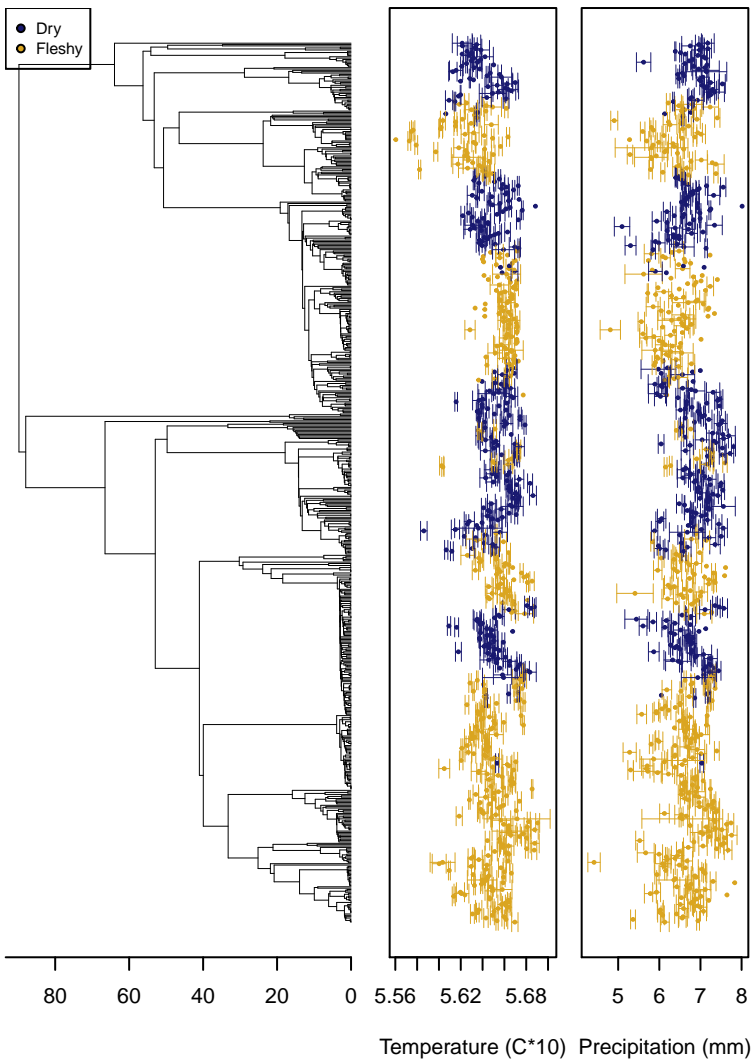 Dry
Fleshy
80 60 40 20 0
5.56 5.62 5.68
5 6 7 8
Temperature (C*10) Precipitation (mm)